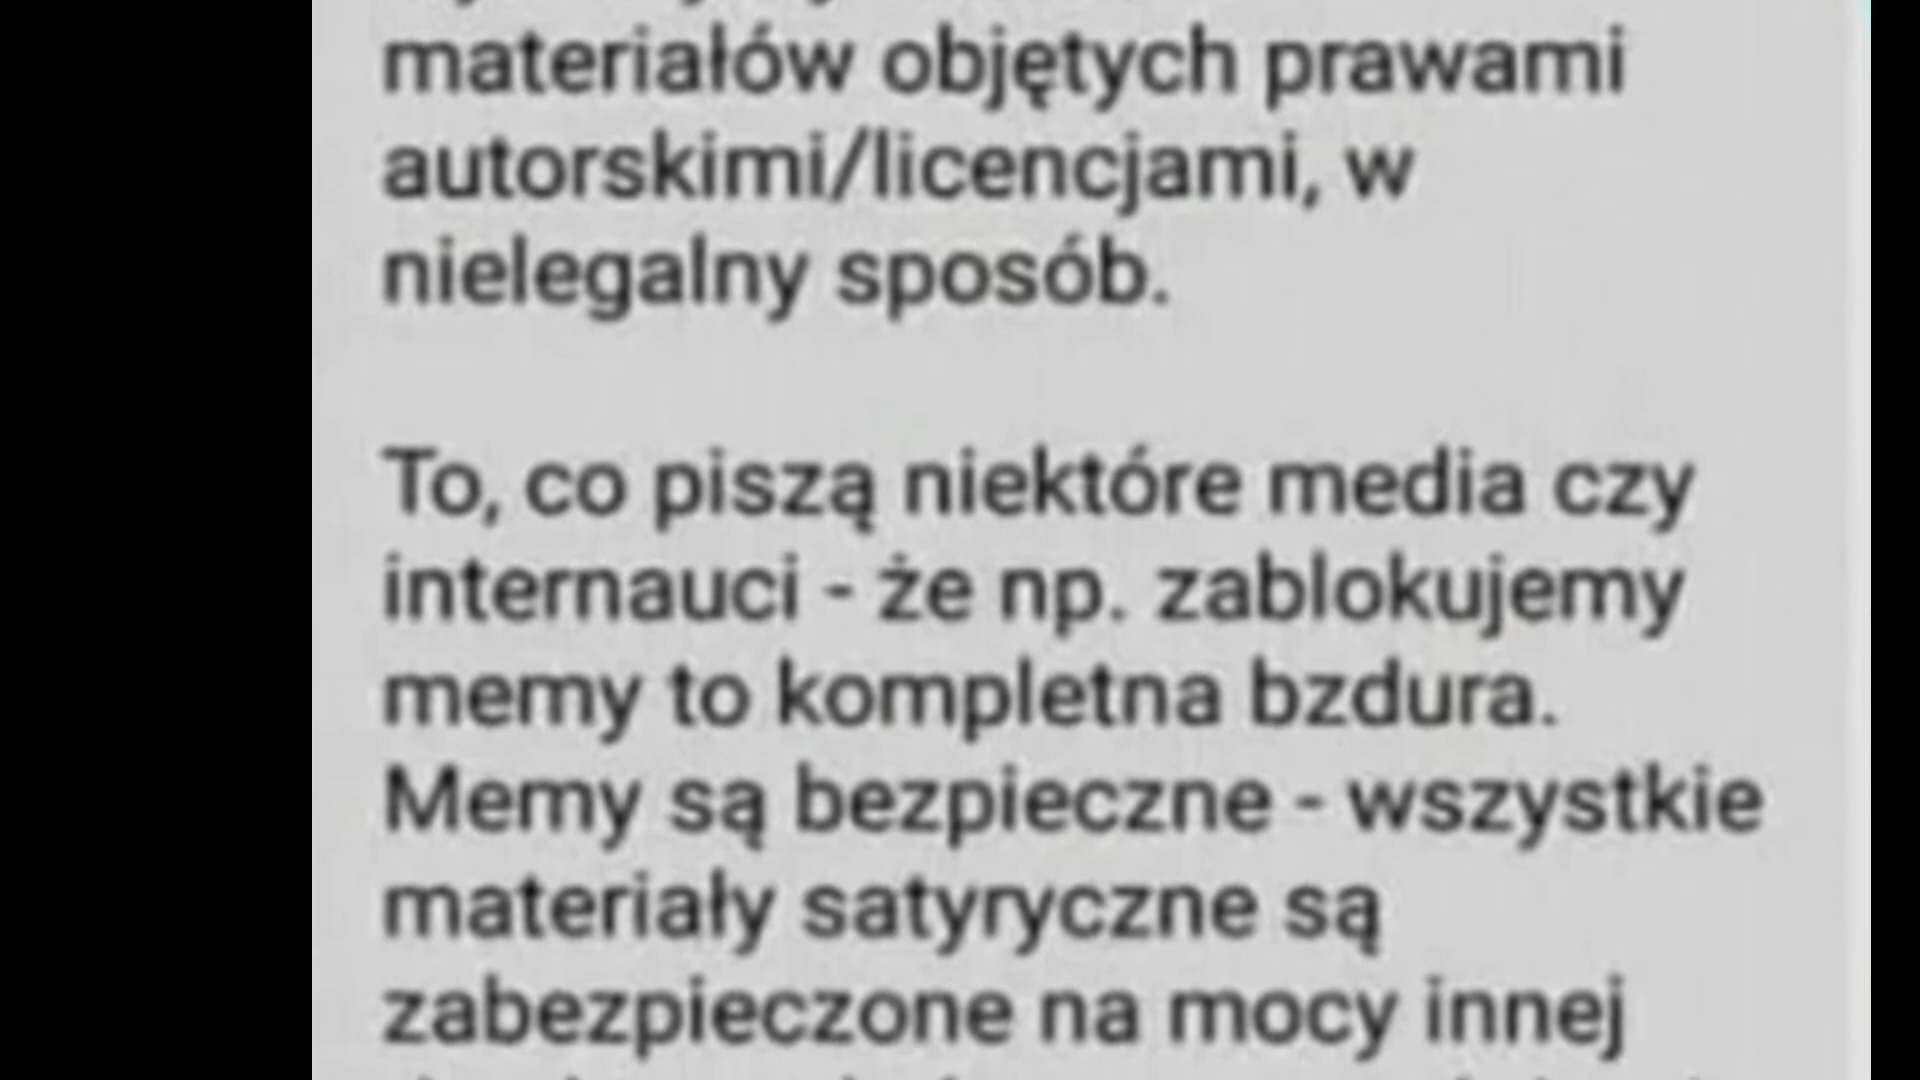 materiałów objętych prawami
autorskimi/licencjami, w
nielegalny sposób.
To, co piszą niektóre media czy
internauci - że np. zablokujemy
memy to kompletna bzdura.
Memy są bezpieczne - wszystkie
materiały satyryczne są
zabezpieczone na mocy innej